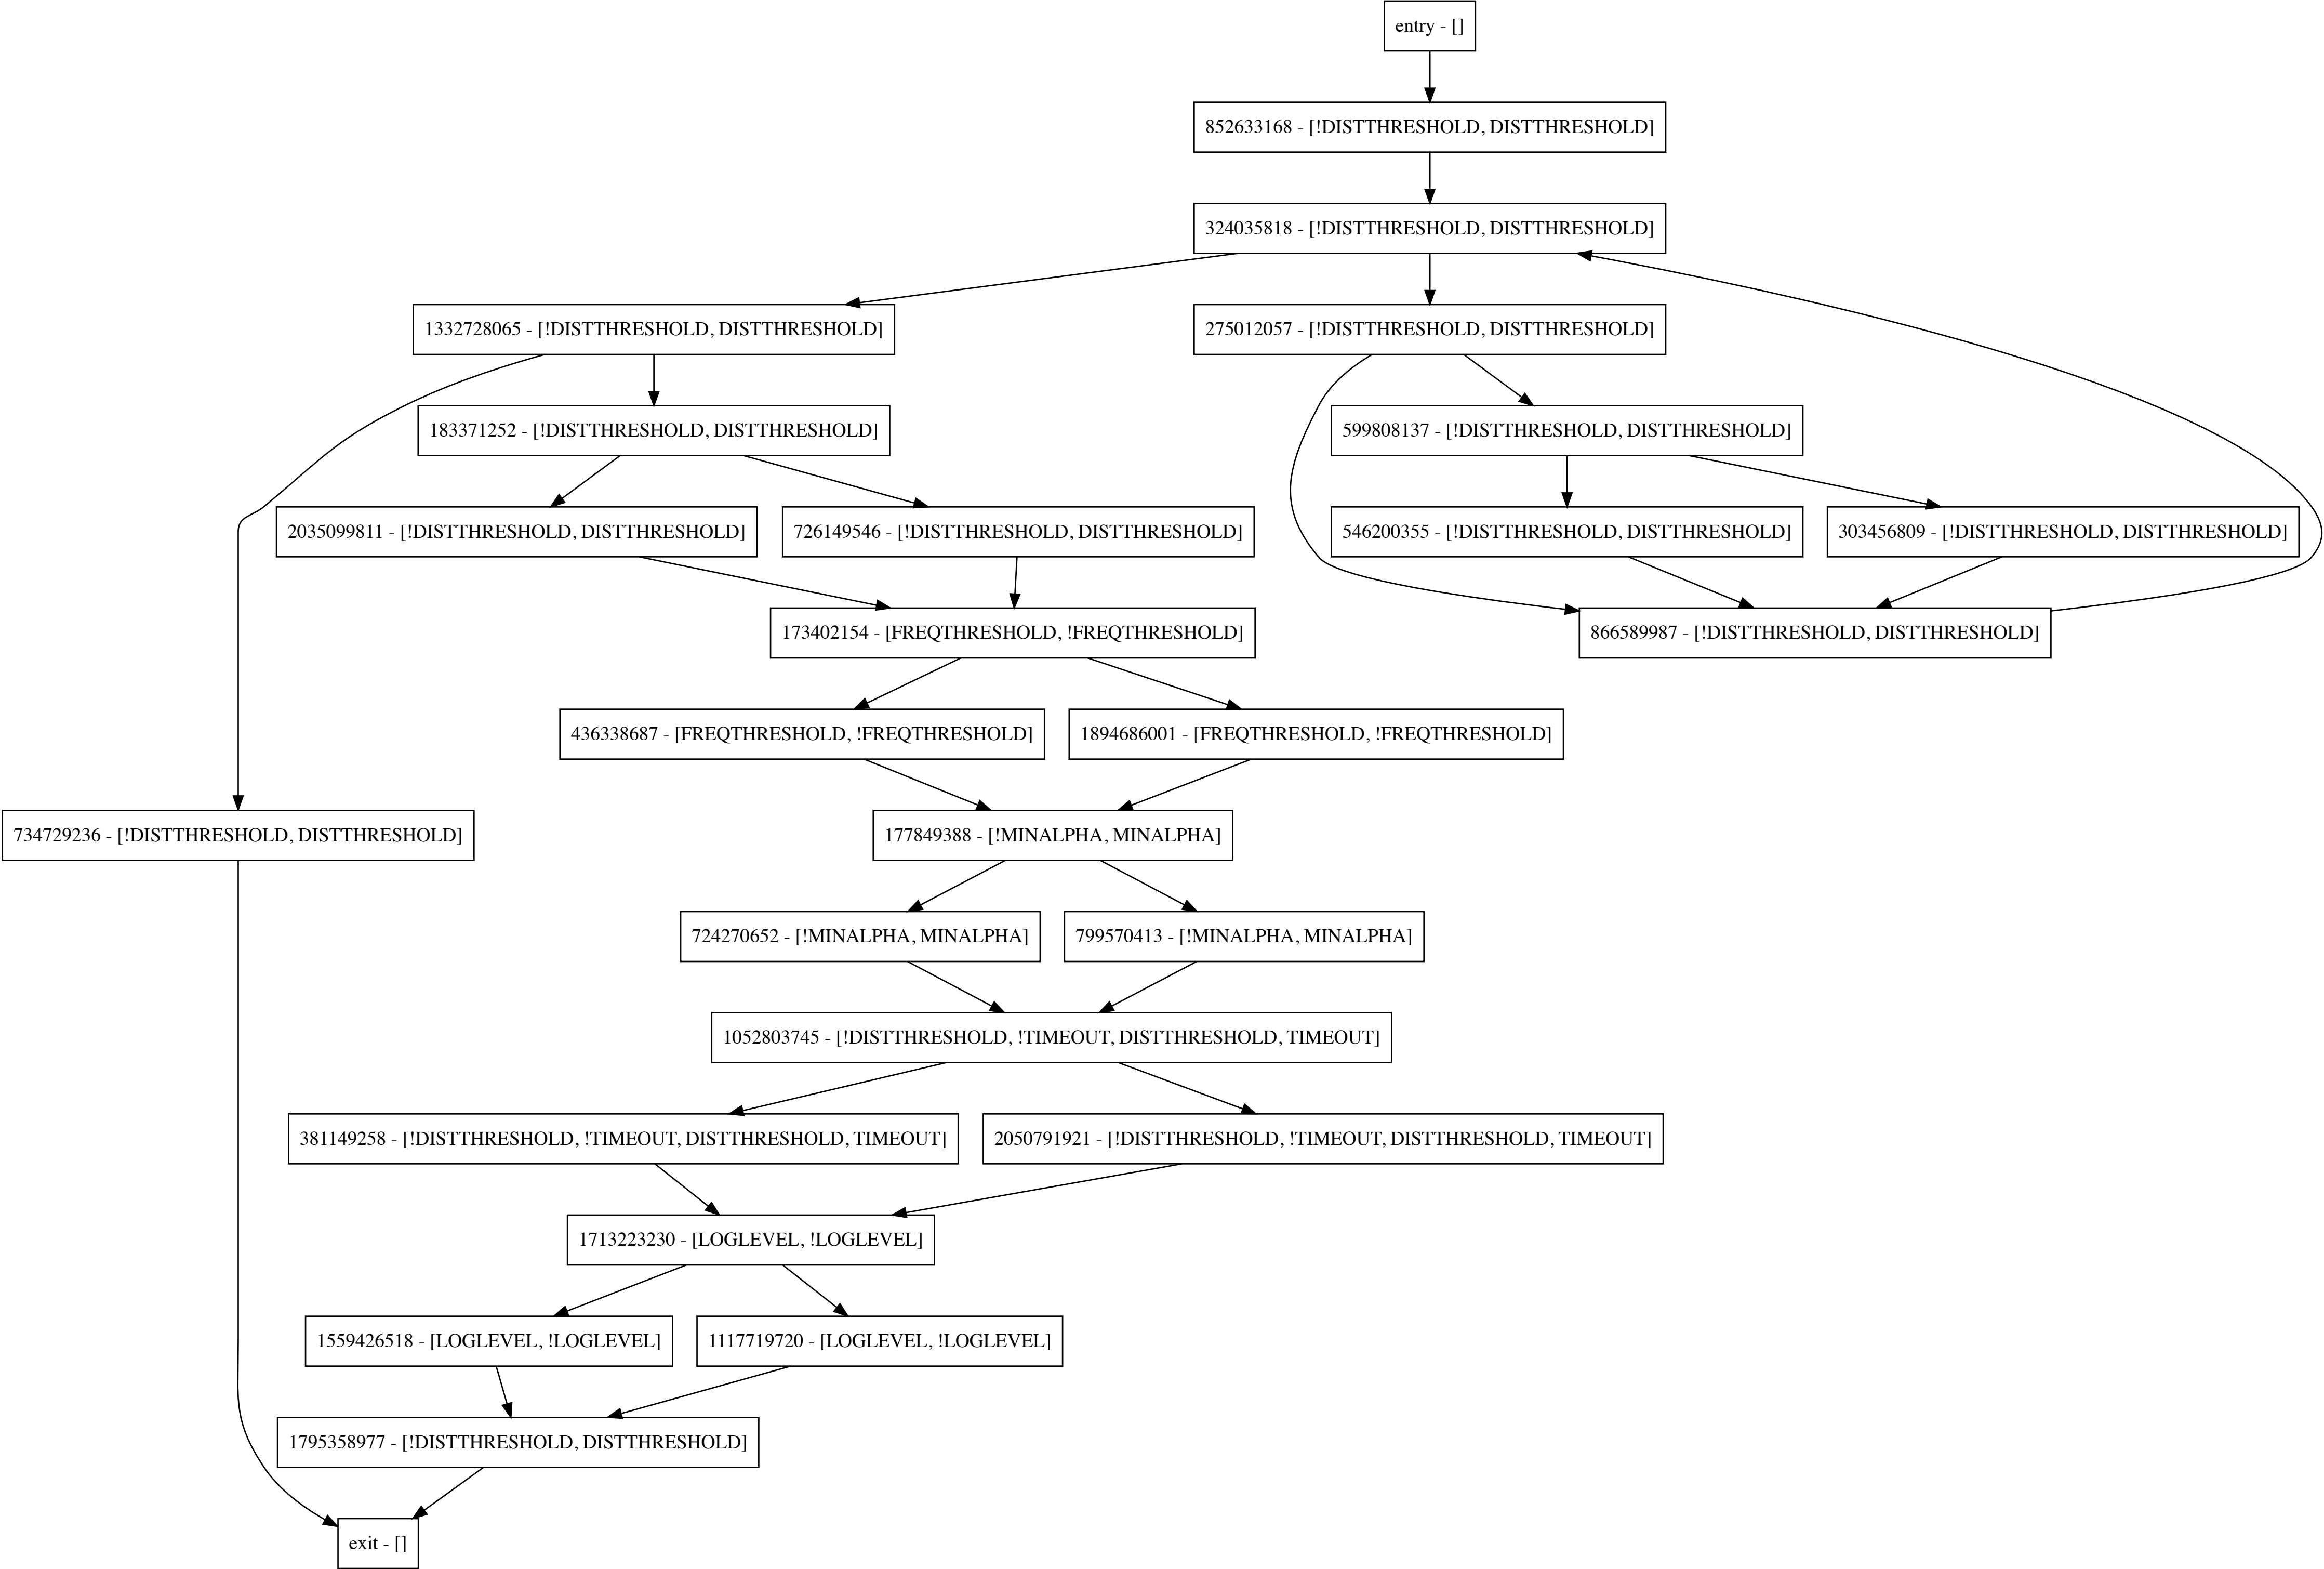 entry - []
852633168 - [!DISTTHRESHOLD, DISTTHRESHOLD]
324035818 - [!DISTTHRESHOLD, DISTTHRESHOLD]
1332728065 - [!DISTTHRESHOLD, DISTTHRESHOLD]
275012057 - [!DISTTHRESHOLD, DISTTHRESHOLD]
183371252 - [!DISTTHRESHOLD, DISTTHRESHOLD]
599808137 - [!DISTTHRESHOLD, DISTTHRESHOLD]
2035099811 - [!DISTTHRESHOLD, DISTTHRESHOLD]
726149546 - [!DISTTHRESHOLD, DISTTHRESHOLD]
546200355 - [!DISTTHRESHOLD, DISTTHRESHOLD]
303456809 - [!DISTTHRESHOLD, DISTTHRESHOLD]
173402154 - [FREQTHRESHOLD, !FREQTHRESHOLD]
866589987 - [!DISTTHRESHOLD, DISTTHRESHOLD]
436338687 - [FREQTHRESHOLD, !FREQTHRESHOLD]
1894686001 - [FREQTHRESHOLD, !FREQTHRESHOLD]
734729236 - [!DISTTHRESHOLD, DISTTHRESHOLD]
177849388 - [!MINALPHA, MINALPHA]
724270652 - [!MINALPHA, MINALPHA]
799570413 - [!MINALPHA, MINALPHA]
1052803745 - [!DISTTHRESHOLD, !TIMEOUT, DISTTHRESHOLD, TIMEOUT]
381149258 - [!DISTTHRESHOLD, !TIMEOUT, DISTTHRESHOLD, TIMEOUT]
2050791921 - [!DISTTHRESHOLD, !TIMEOUT, DISTTHRESHOLD, TIMEOUT]
1713223230 - [LOGLEVEL, !LOGLEVEL]
1559426518 - [LOGLEVEL, !LOGLEVEL]
1117719720 - [LOGLEVEL, !LOGLEVEL]
1795358977 - [!DISTTHRESHOLD, DISTTHRESHOLD]
exit - []